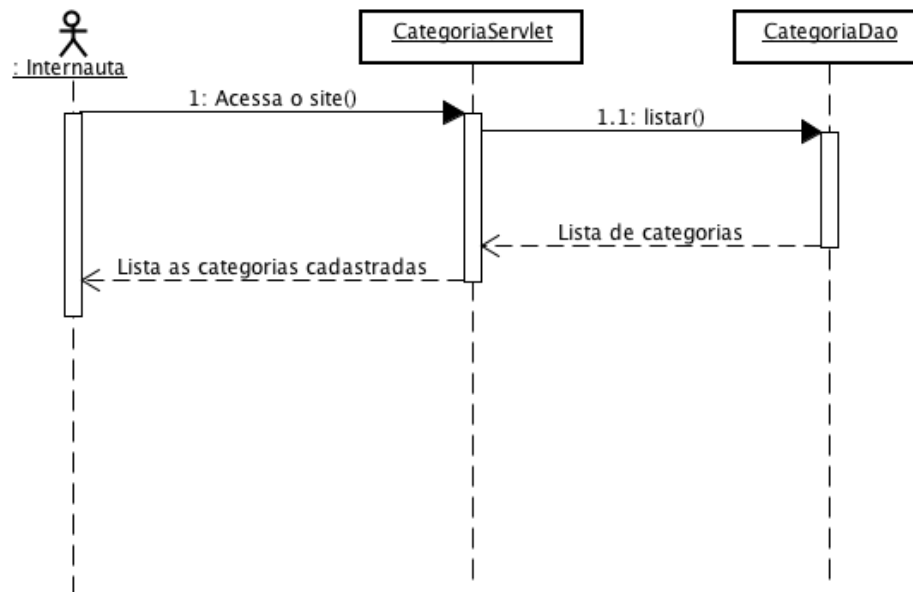 CategoriaServlet
CategoriaDao
: Internauta
1: Acessa o site()
1.1: listar()
Lista de categorias
Lista as categorias cadastradas